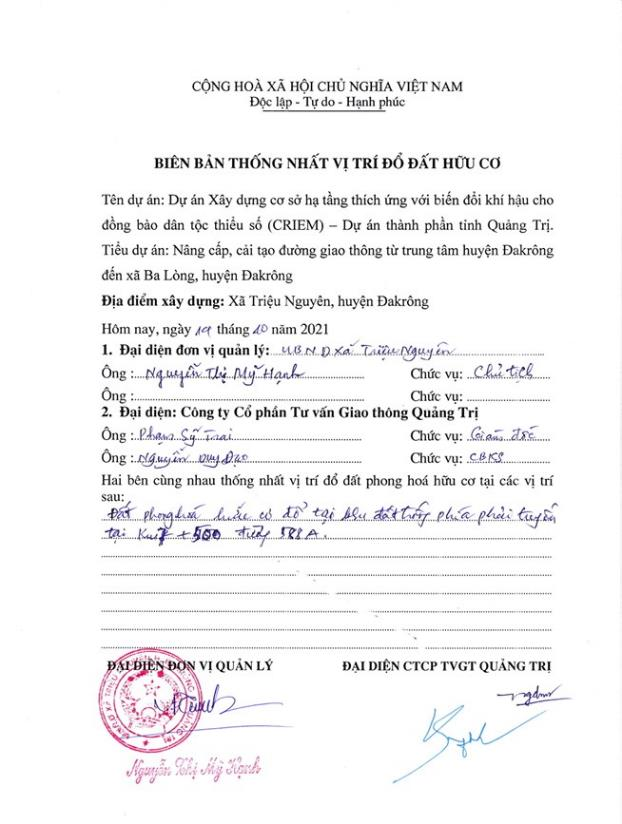 CỘNG HOÀ XÃ HỘI CHỦ NGHĨA VIỆT NAM
Độc lập - Tự do - Hạnh phúc
BIÊN BẢN THỐNG NHẤT VỊ TRÍ ĐỔ ĐẤT HỮU CƠ
Tên dự án: Dự án Xây dựng cơ sở hạ tầng thích ứng với biến đổi khí hậu cho
đồng bào dân tộc thiểu số (CRIEM) – Dự án thành phần tỉnh Quảng Trị.
Tiểu dự án: Nâng cấp, cải tạo đường giao thông từ trung tâm huyện Đakrông
đến xã Ba Lòng, huyện Đakrông
Địa điểm xây dựng: Xã Triệu Nguyên, huyện Đakrông
Hôm nay, ngày 19 tháng 10 năm 2021
1. Đại diện đơn vị quản lý: UBND xã Triệu Nguyên
Ông : Nguyễn Thị Mỹ Hạnh Chức vụ: Chủ tịch
Ông : Chức vụ:
2. Đại diện: Công ty Cổ phần Tư vấn Giao thông Quảng Trị
Ông : Phạm Sỹ Trai Chức vụ: Giám đốc
Ông : Nguyễn Duy Đạo Chức vụ: CBKS
Hai bên cùng nhau thống nhất vị trí đổ đất phong hoá hữu cơ tại các vị trí
sau:
Đất phong hoá hữu cơ đổ tại khu đất trống phía phải tuyến
tại +500 đường 588A.
ĐẠI DIỆN ĐƠN VỊ QUẢN LÝ ĐẠI DIỆN CTCP TVGT QUẢNG TRỊ
Nguyễn Thị Mỹ Hạnh